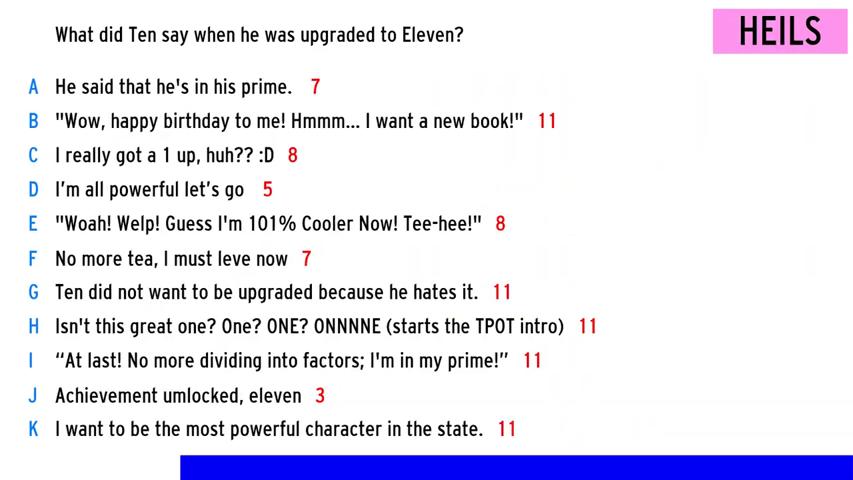 What did Ten say when he was upgraded to Eleven?
HEILS
A He said that he's in his prime. 7
B "Wow, happy birthday to me! Hmmm... I want a new book!" 11
C I really got a 1 up, huh?? :D 8
D I’m all powerful let’s go 5
E "Woah! Welp! Guess I'm 101% Cooler Now! Tee-hee!" 8
F No more tea, I must leve now 7
G Ten did not want to be upgraded because he hates it. 11
H Isn't this great one? One? ONE? ONNNNE (starts the TPOT intro) 11
I “At last! No more dividing into factors; I'm in my prime!” 11
J Achievement umlocked, eleven 3
K I want to be the most powerful character in the state. 11